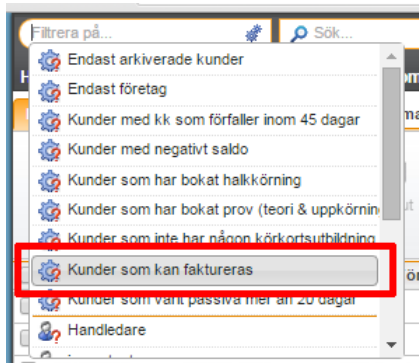 Filtrera på...
Sök...
Endast arkiverade kunder
Endast företag
Kunder med kk som förfaller inom 45 dagar
Kunder med negativt saldo
Kunder som har bokat halkkörning
Kunder som har bokat prov (teori & uppkörnin
Kunder som inte har någon körkortsutbildning
Kunder som kan faktureras
Kunder som varit passiva mer än 20 dagar
Handledare